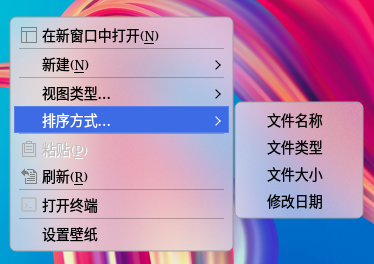 在新窗口中打开(N)
新建(N)
视图类型...
排序方式...
粘贴(P)
刷新(R)
打开终端
设置壁纸
文件名称
文件类型
文件大小
修改日期